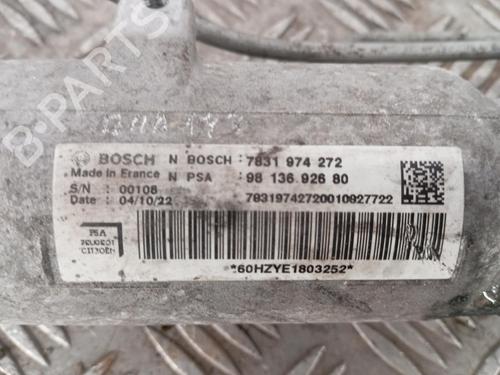 BOSCH N BOSCH : 7831 974 272
Made in France N PSA : 98 136 926 80
S/N : 00108
Date : 04/10/22 78319742720010827722
PSA
PEUGEOT
CITROËN
*60HZYE1803252*